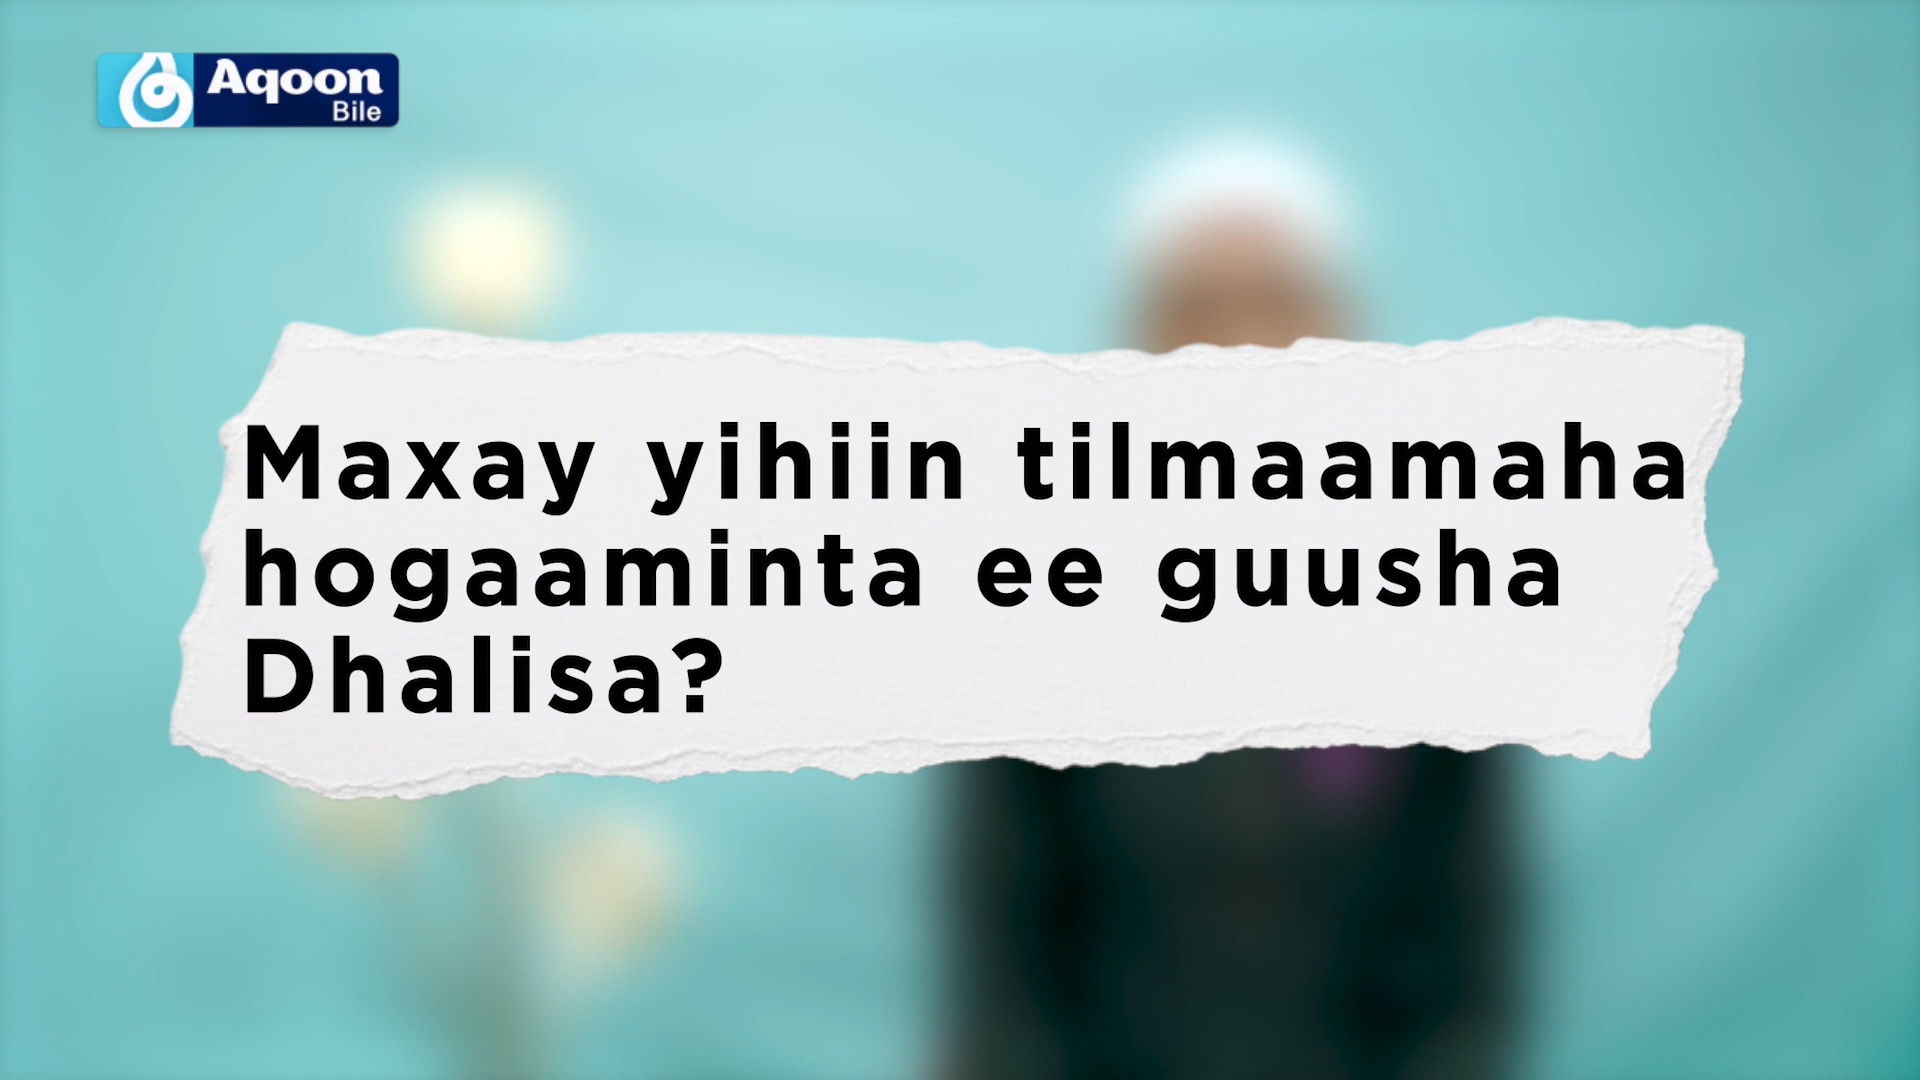 Aqoon
Bile
Maxay yihiin tilmaamaha
hogaaminta ee guusha
Dhalisa?